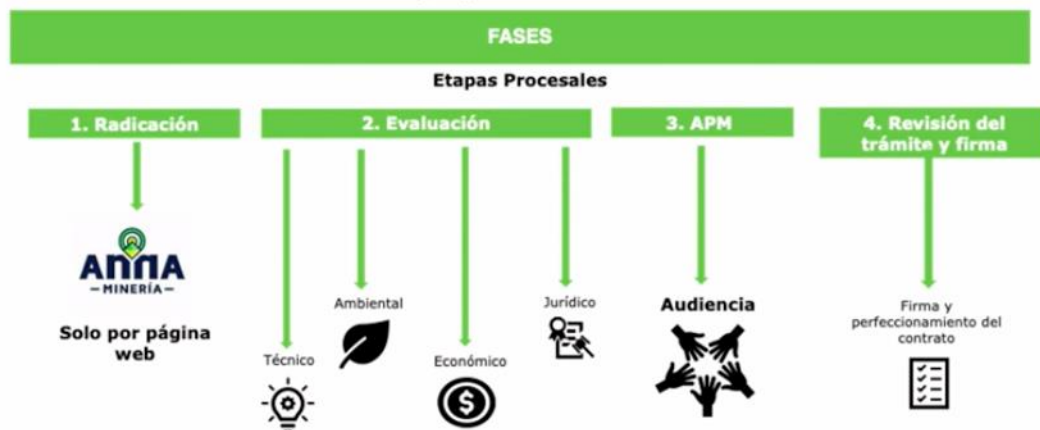 FASES
Etapas Procesales
1. Radicación
2. Evaluación
3. APM
4. Revisión del
trámite y firma
ANNA
—MINERÍA—
Solo por página
web
Técnico
Ambiental
Económico
Jurídico
Audiencia
Firma y
perfeccionamiento del
contrato